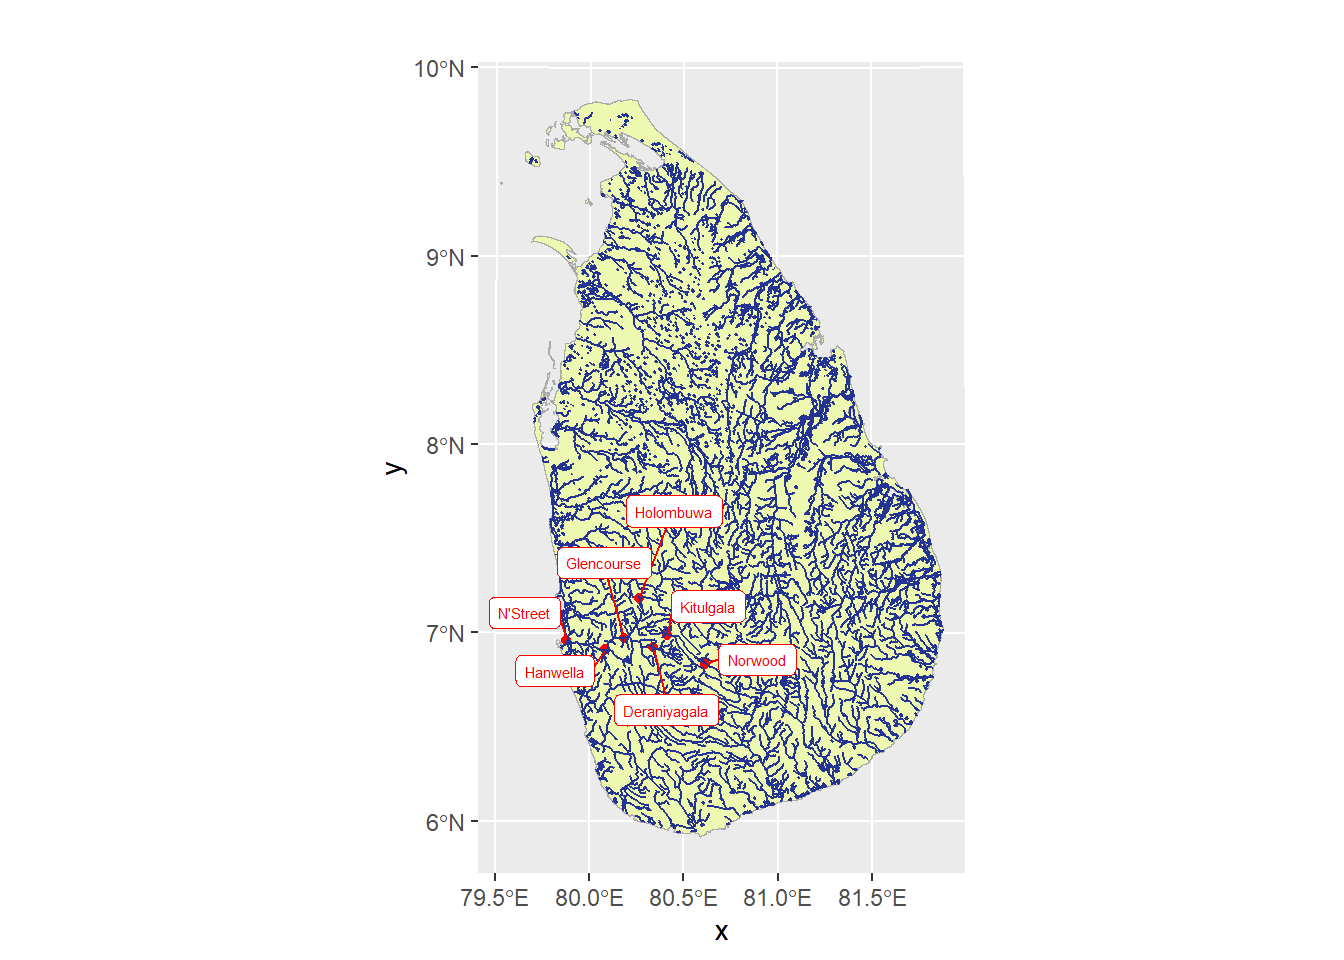 10°N
9°N
8°N
7°N
6°N
y
Holombuwa
Glencourse
N'Street
Kitulgala
Hanwella
Norwood
Deraniyagala
79.5°E
80.0°E
80.5°E
81.0°E
81.5°E
x